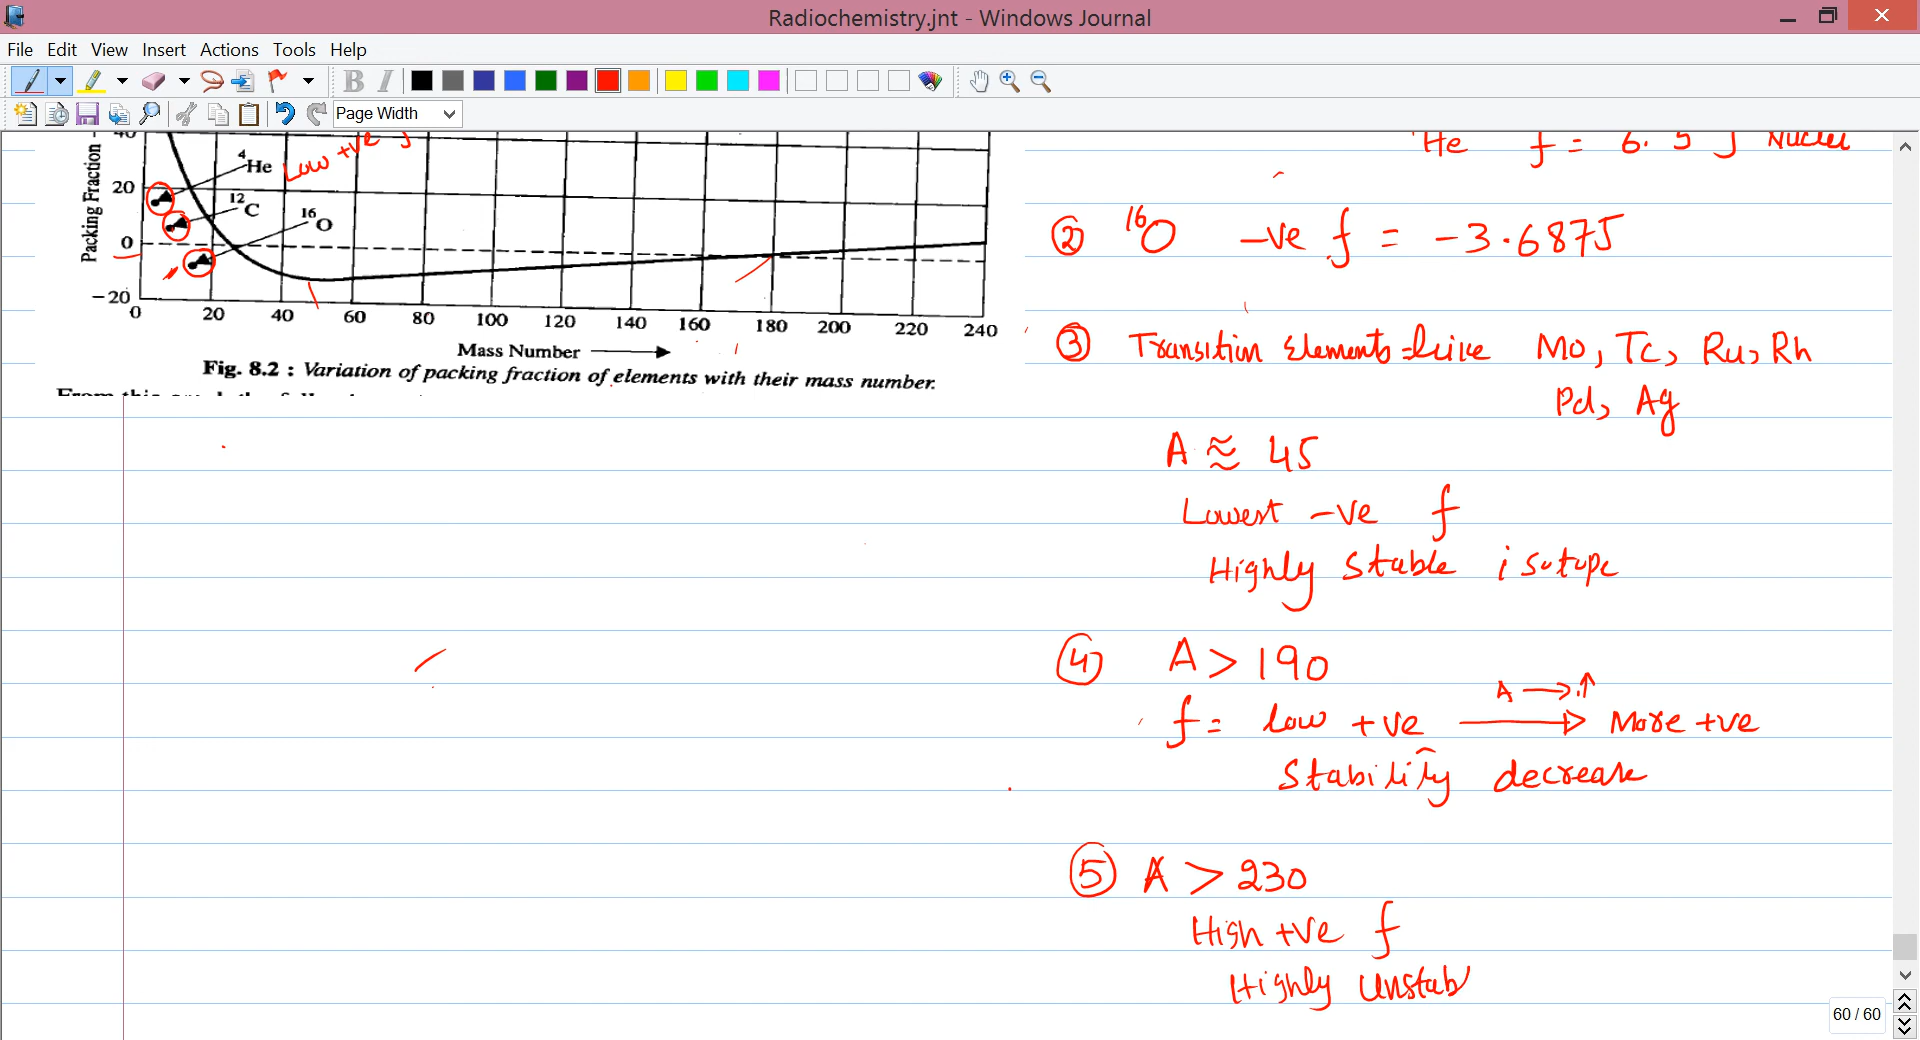 Radiochemistry.jnt - Windows Journal
File Edit View Insert Actions Tools Help
B I
Page Width
40
20
0
-20
Packing Fraction
4He
Low +ve
12C
16O
0 20 40 60 80 100 120 140 160 180 200 220 240
Mass Number
Fig. 8.2 : Variation of packing fraction of elements with their mass number.
He f = 6.5 Nuclei
② 16O -ve f = -3.6875
③ Transition Elements like Mo, Tc, Ru, Rh
Pd, Ag
A ≈ 45
Lowest -ve f
Highly Stable isotope
④ A > 190
A → ↑
f = low +ve → More +ve
Stability decrease
⑤ A > 230
High +ve f
Highly Unstab
60 / 60